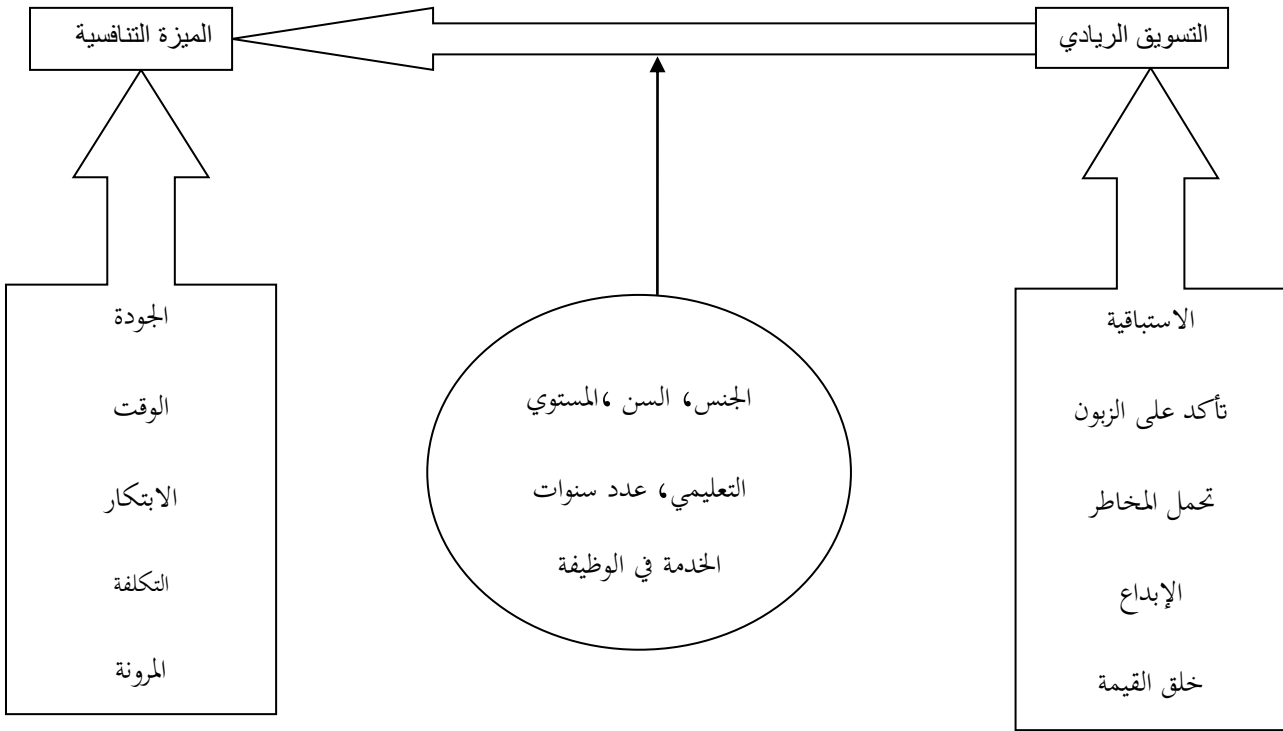 التسويق الريادي
الميزة التنافسية
الاستباقية
تأكد على الزبون
تحمل المخاطر
الإبداع
خلق القيمة
الجنس، السن ،المستوي
التعليمي، عدد سنوات
الخدمة في الوظيفة
الجودة
الوقت
الابتكار
التكلفة
المرونة